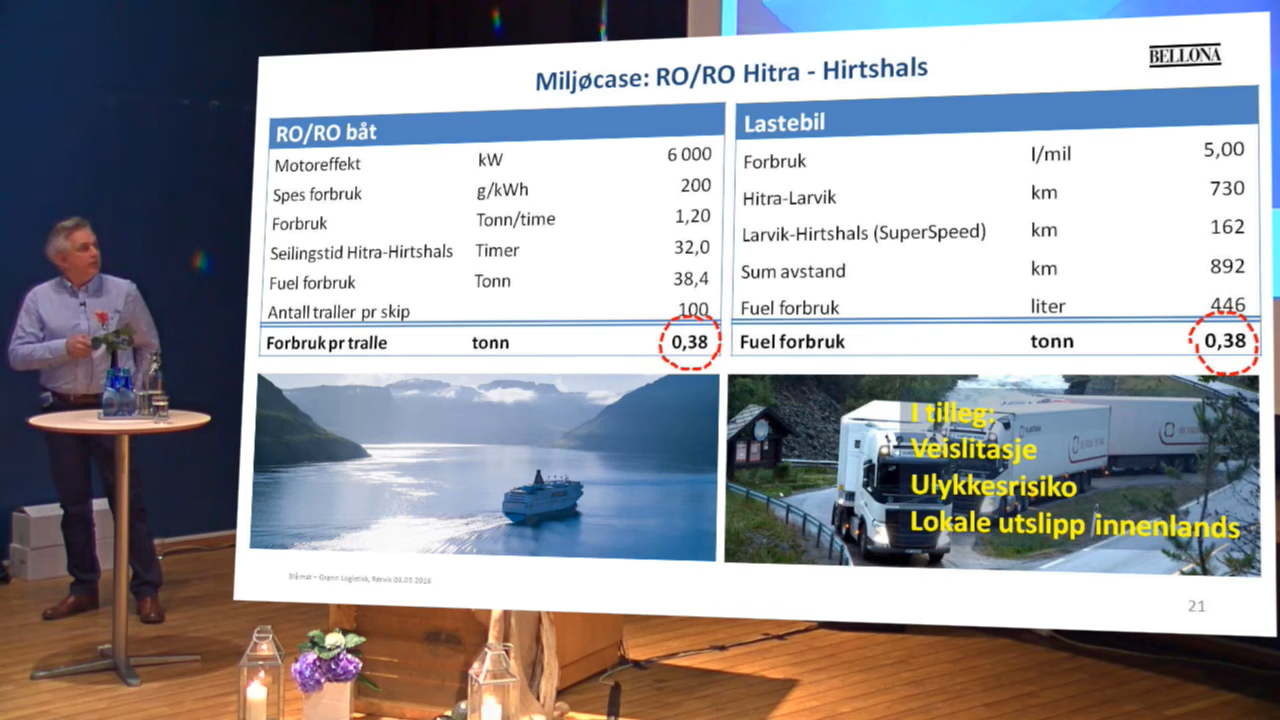 BELLONA
Miljøcase: RO/RO Hitra - Hirtshals
RO/RO båt
Motoreffekt kW 6 000
Spes forbruk g/kWh 200
Forbruk Tonn/time 1,20
Seilingstid Hitra-Hirtshals Timer 32,0
Fuel forbruk Tonn 38,4
Antall traller pr skip 100
Forbruk pr tralle tonn 0,38
Lastebil
Forbruk l/mil 5,00
Hitra-Larvik km 730
Larvik-Hirtshals (SuperSpeed) km 162
Sum avstand km 892
Fuel forbruk liter 446
Fuel forbruk tonn 0,38
I tilleg:
Veislitasje
Ulykkesrisiko
Lokale utslipp innenlands
Grønn Logistikk, Rørvik 2016
21